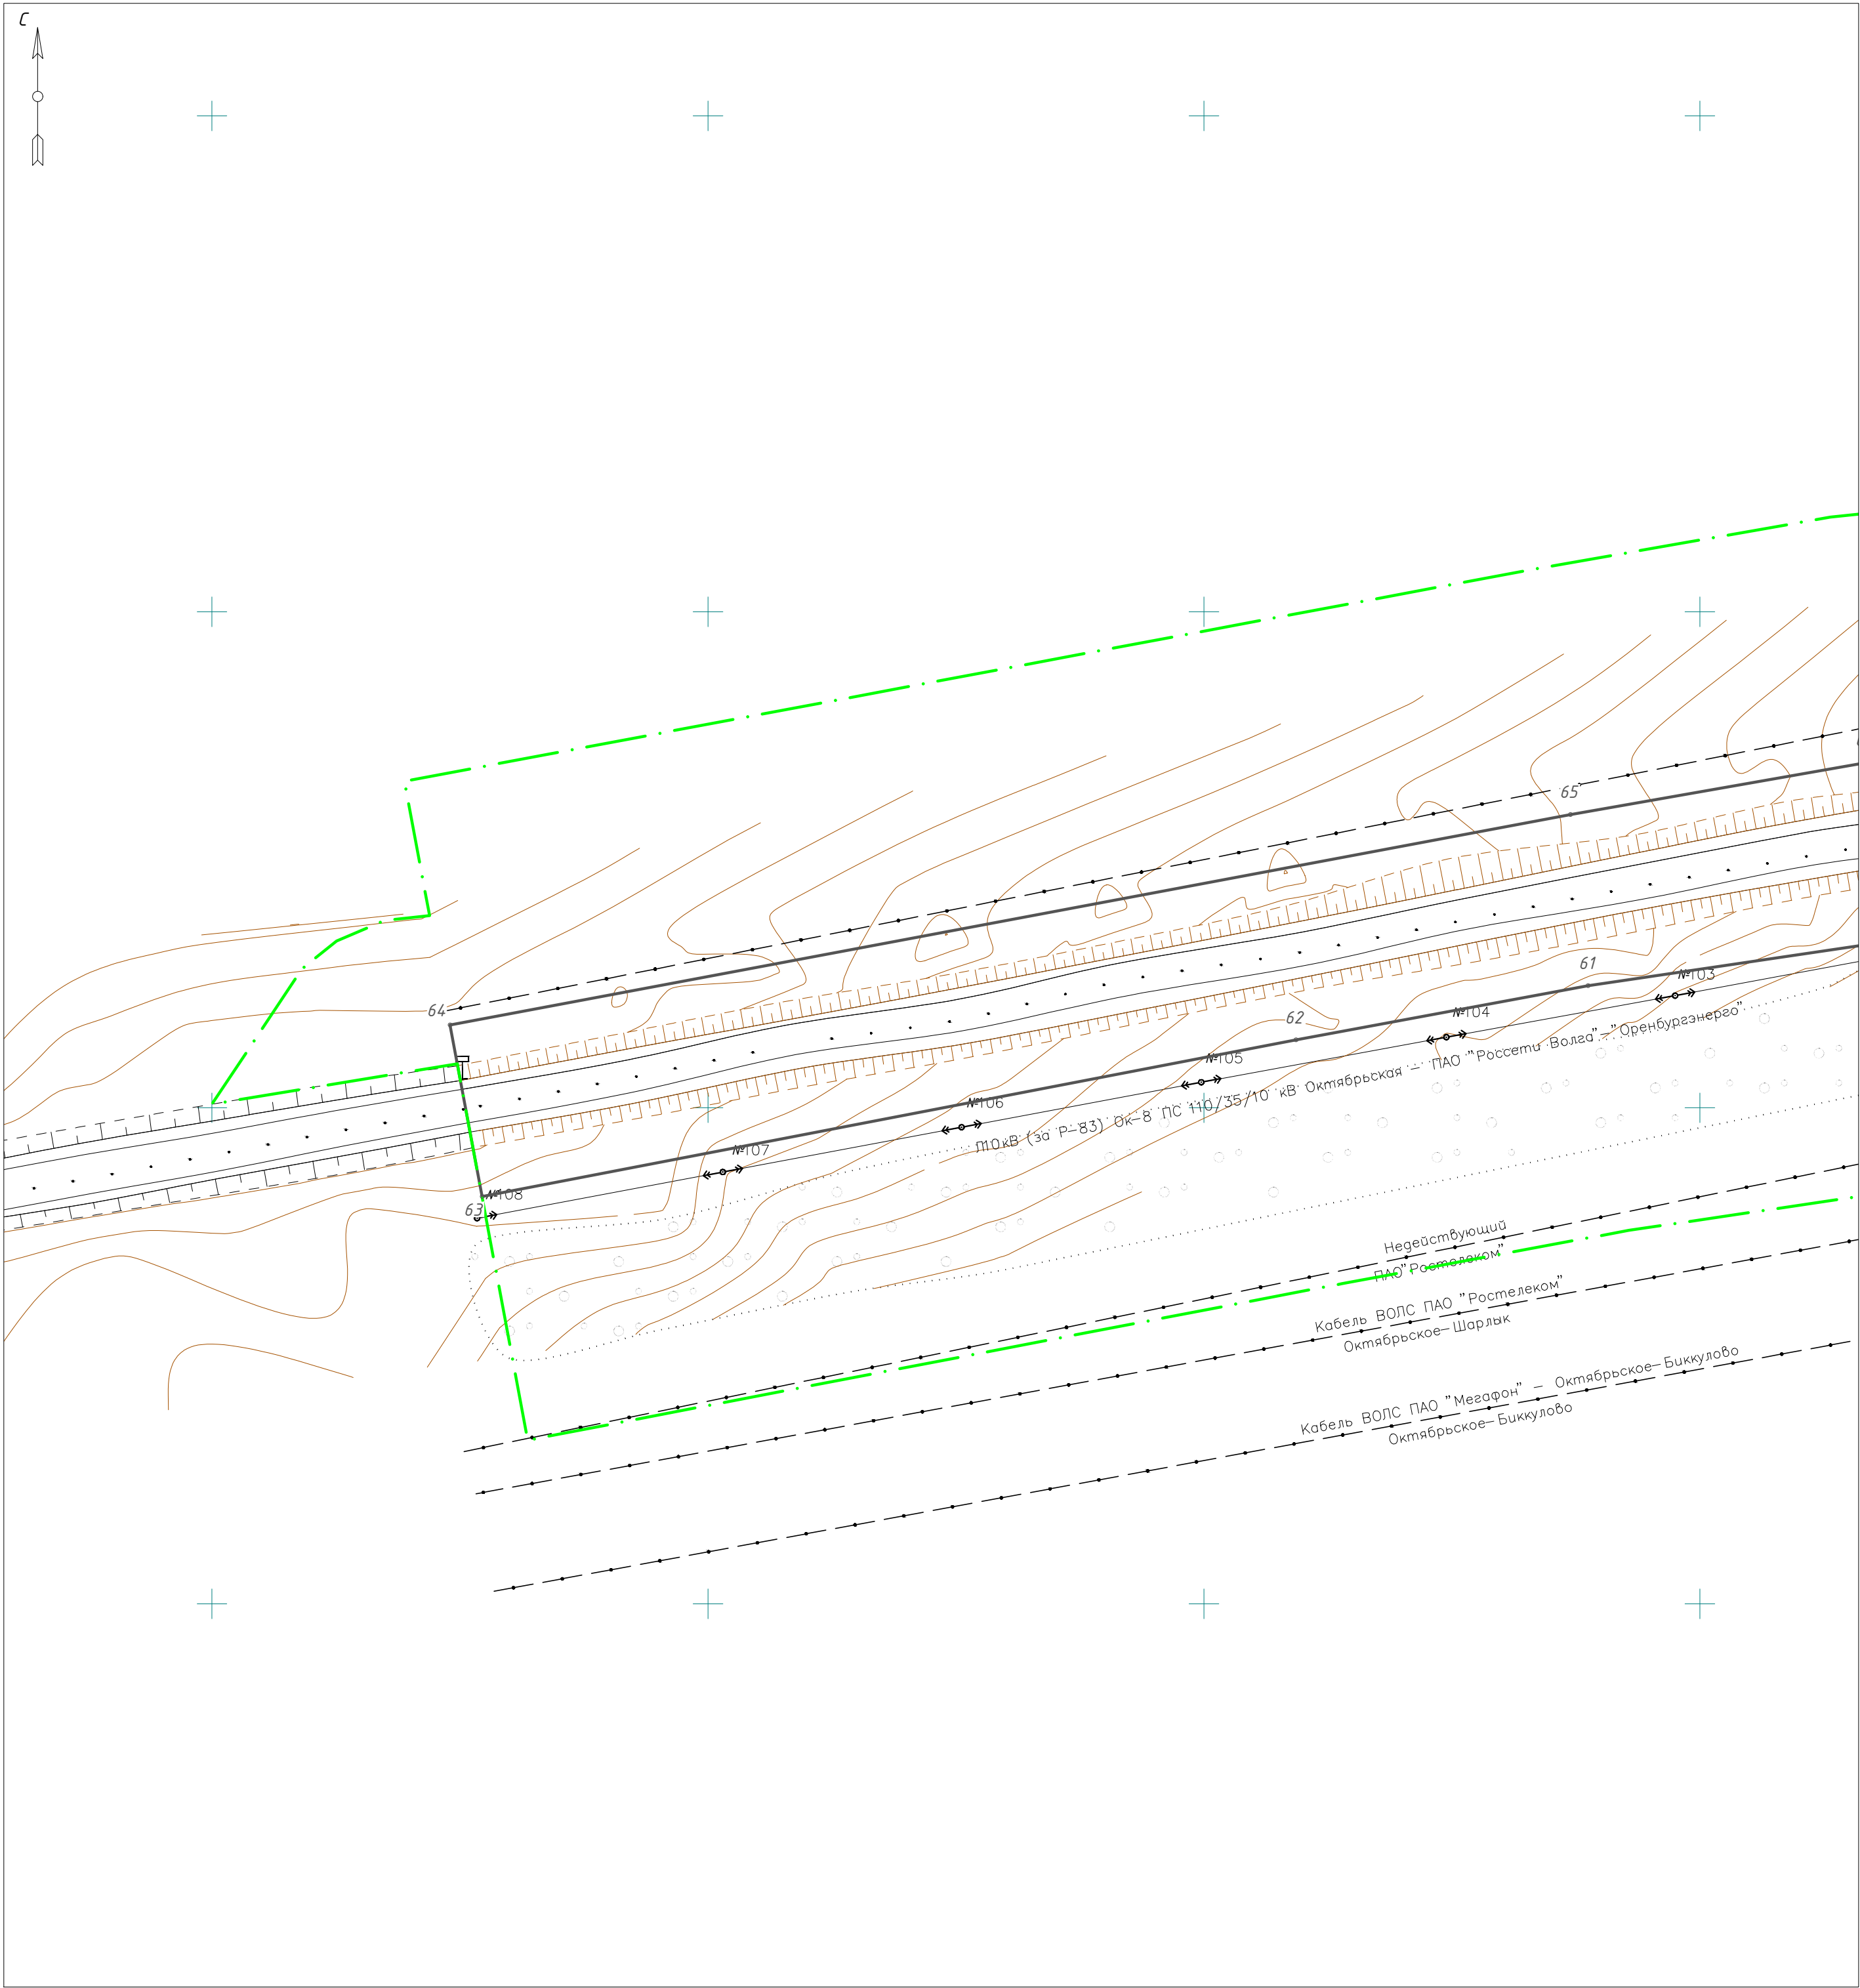 С
65
64
61
№103
№104
62
№105
№106
Л10кВ (за Р-83) Ок-8 ПС 110/35/10 кВ Октябрьская - ПАО "Россети Волга"-"Оренбургэнерго"
№107
№108
63
Недействующий
ПАО"Ростелеком"
Кабель ВОЛС ПАО "Ростелеком"
Октябрьское-Шарлык
Кабель ВОЛС ПАО "Мегафон" - Октябрьское-Биккулово
Октябрьское-Биккулово